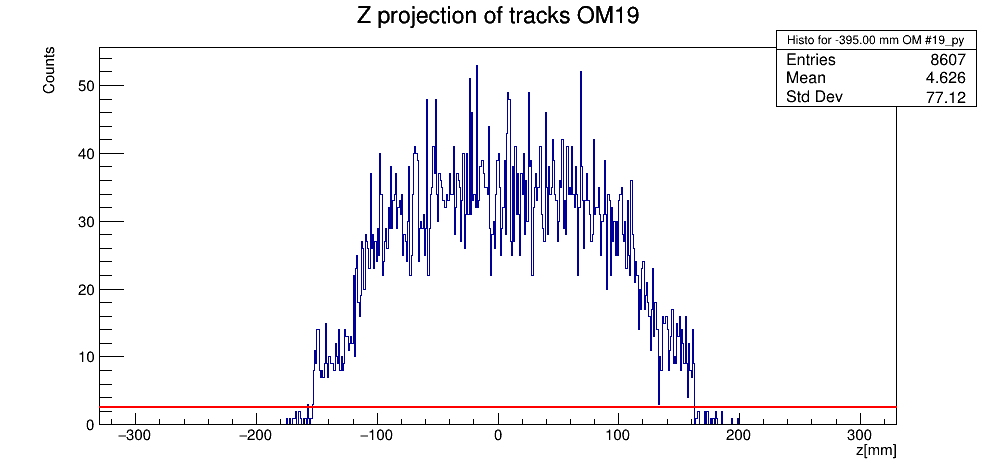 Z projection of tracks OM19
Histo for -395.00 mm OM #19_py
Entries 8607
Mean 4.626
Std Dev 77.12
Counts
50
40
30
20
10
0
−300 −200 −100 0 100 200 300
z[mm]